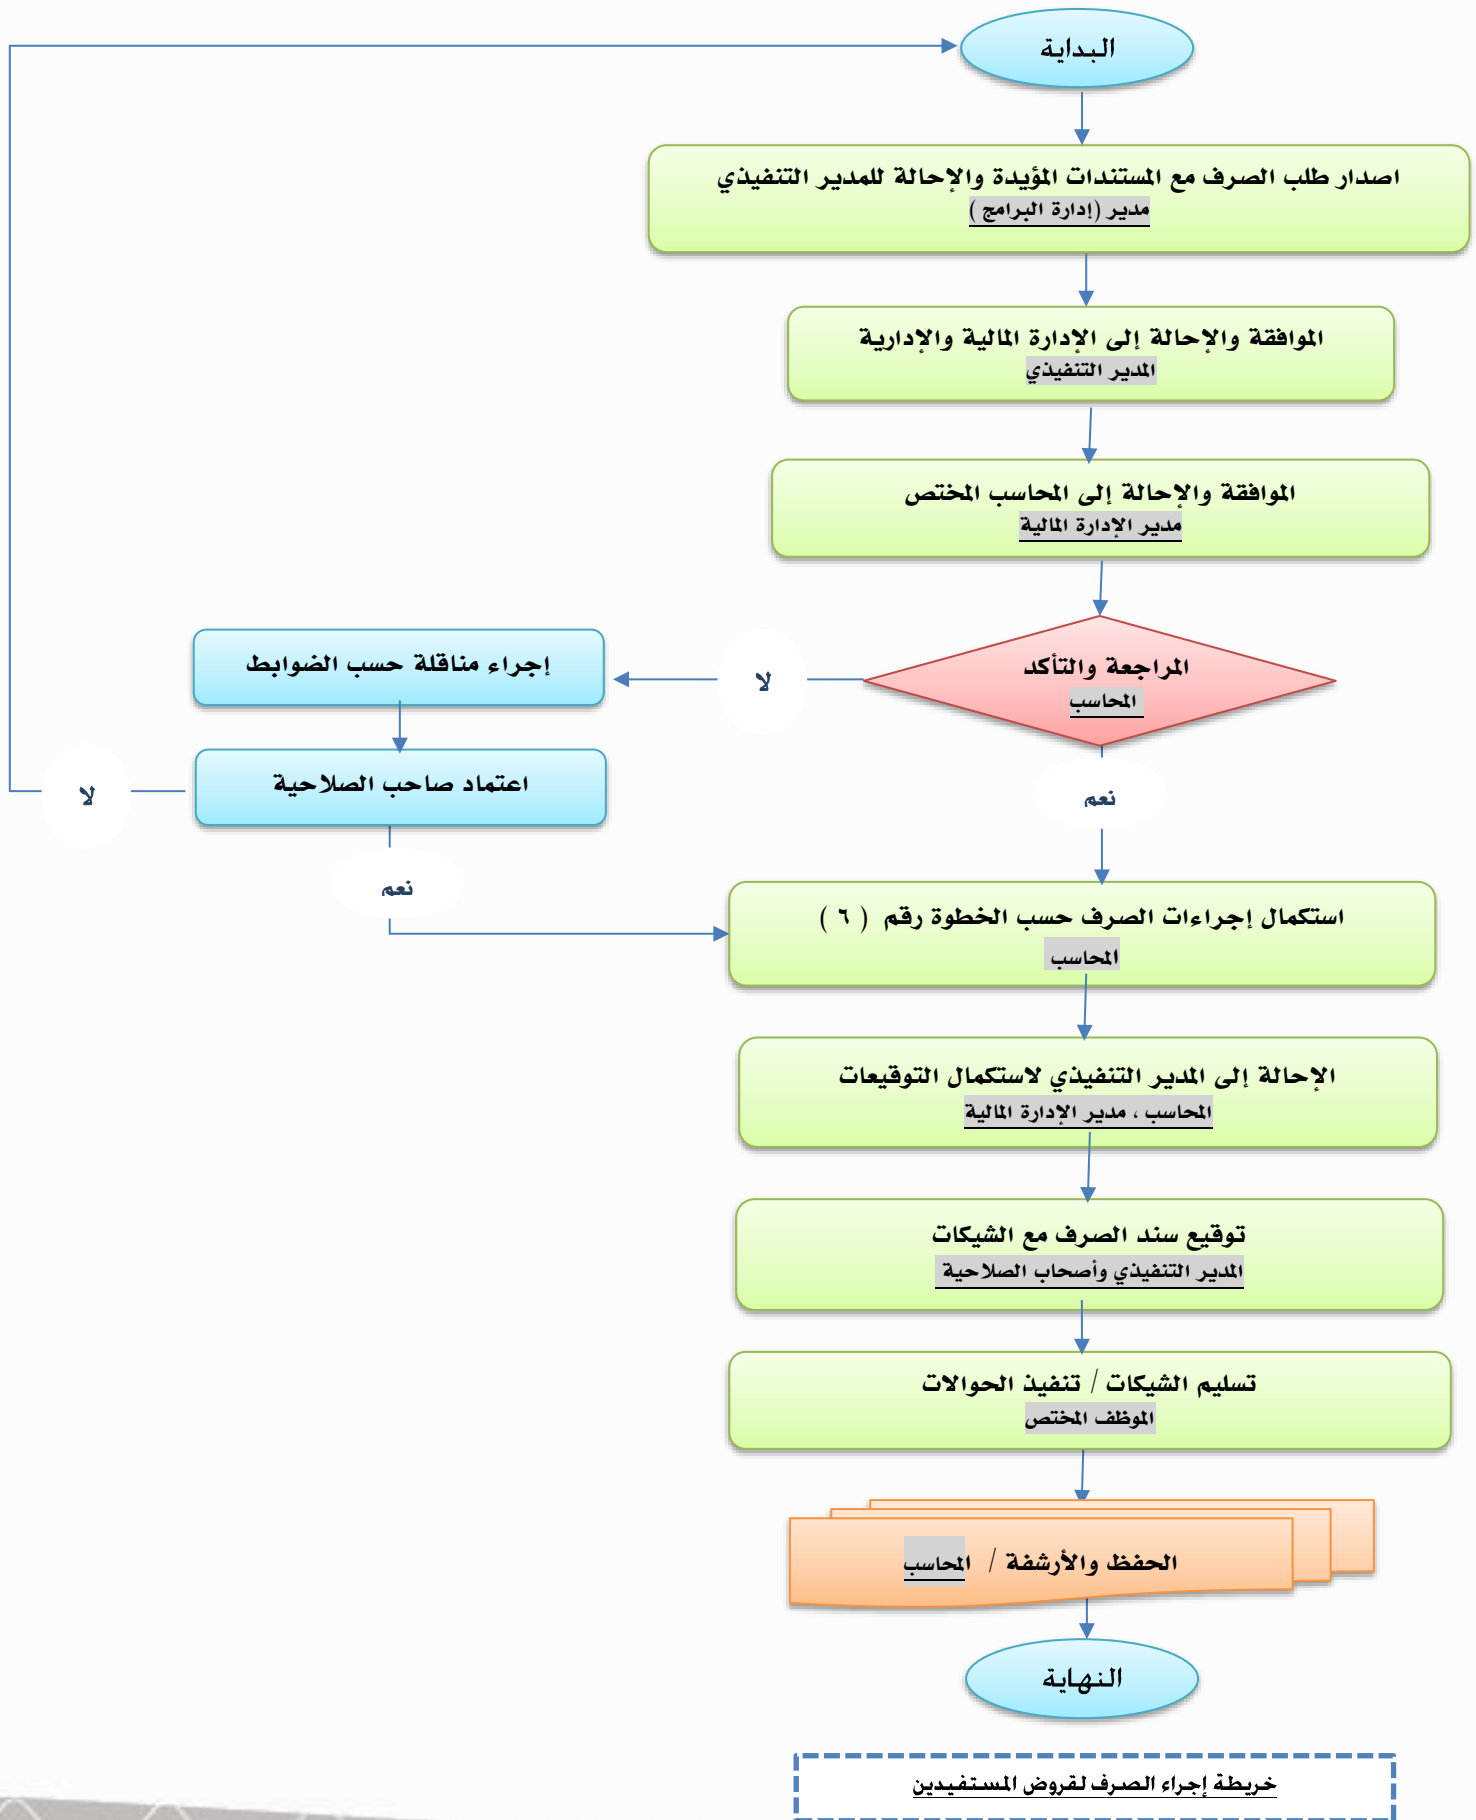 البداية
اصدار طلب الصرف مع المستندات المؤيدة والإحالة للمدير التنفيذي
مدير (إدارة البرامج )
الموافقة والإحالة إلى الإدارة المالية والإدارية
المدير التنفيذي
الموافقة والإحالة إلى المحاسب المختص
مدير الإدارة المالية
المراجعة والتأكد
المحاسب
لا
إجراء مناقلة حسب الضوابط
اعتماد صاحب الصلاحية
لا
نعم
نعم
استكمال إجراءات الصرف حسب الخطوة رقم ( ٦ )
المحاسب
الإحالة إلى المدير التنفيذي لاستكمال التوقيعات
المحاسب ، مدير الإدارة المالية
توقيع سند الصرف مع الشيكات
المدير التنفيذي وأصحاب الصلاحية
تسليم الشيكات / تنفيذ الحوالات
الموظف المختص
الحفظ والأرشفة / المحاسب
النهاية
خريطة إجراء الصرف لقروض المستفيدين